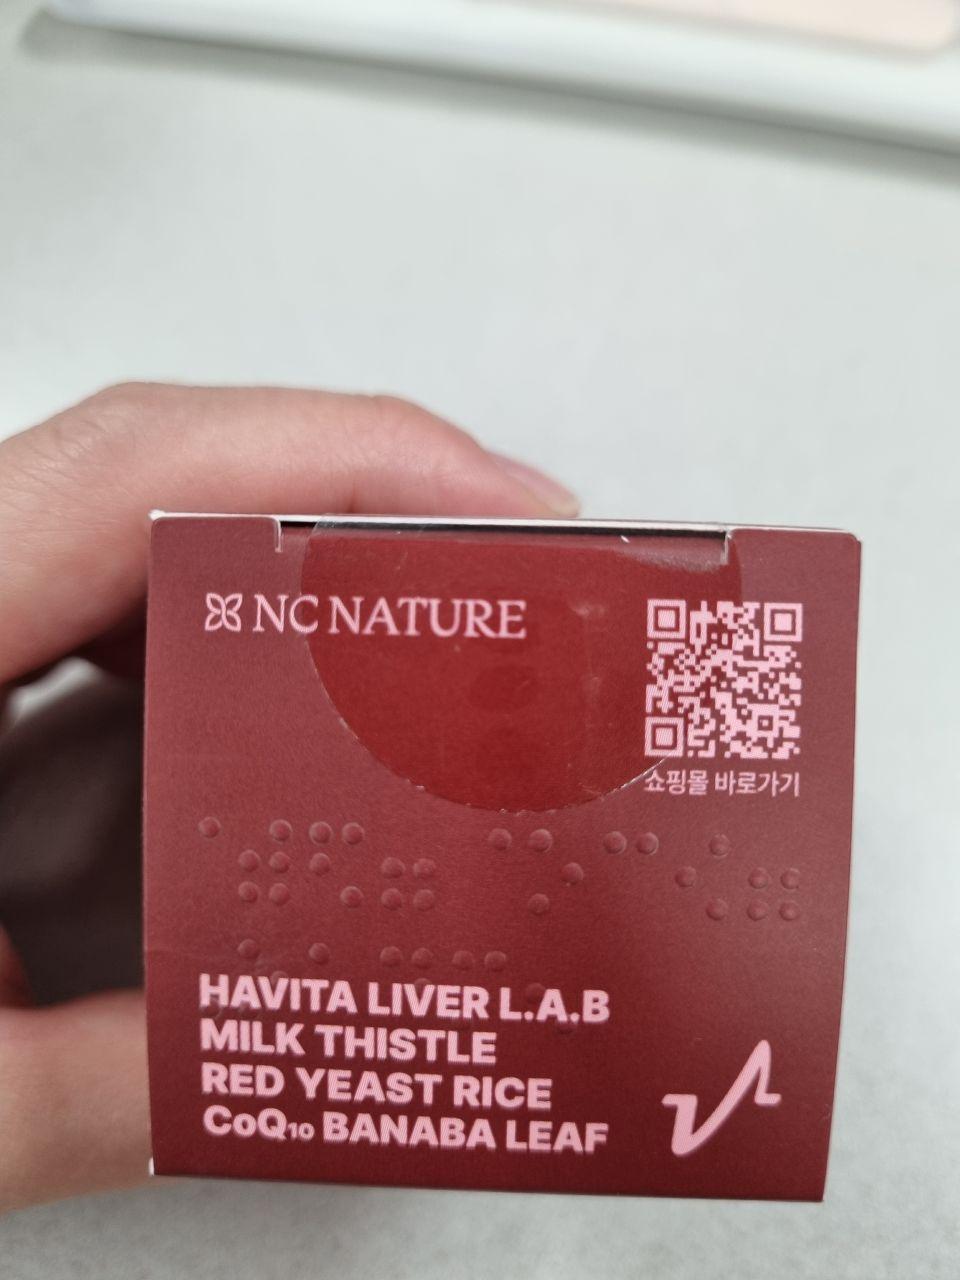 NC NATURE
쇼핑몰 바로가기
HAVITA LIVER L.A.B
MILK THISTLE
RED YEAST RICE
CoQ₁₀ BANABA LEAF